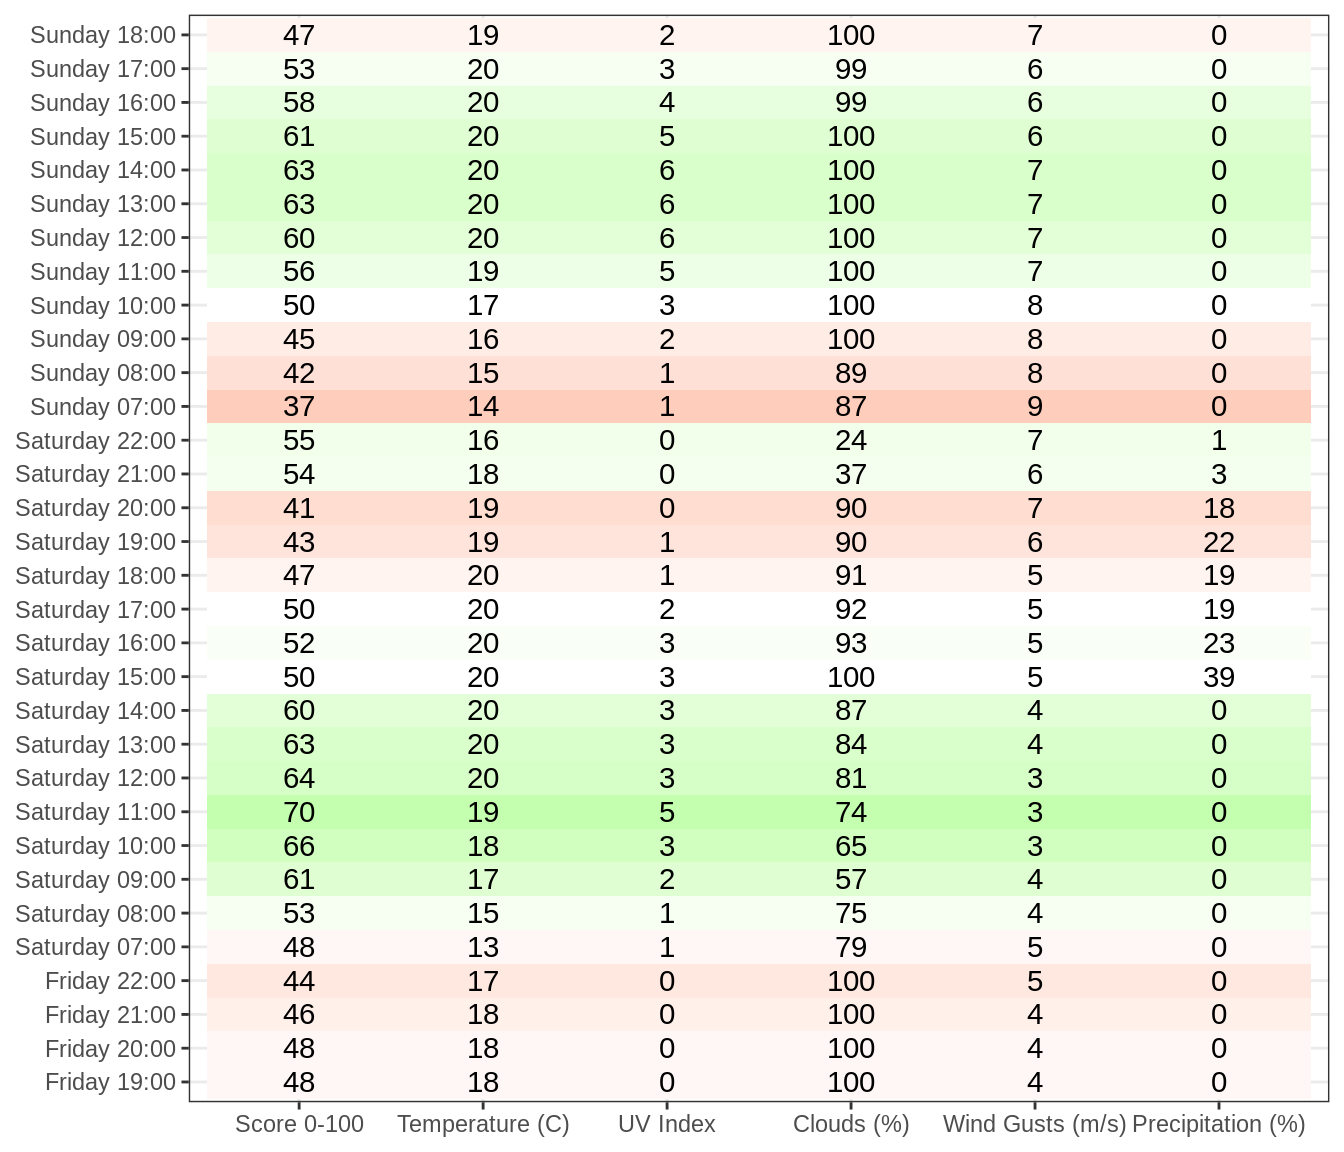 Sunday 18:00 47 19 2 100 7 0
Sunday 17:00 53 20 3 99 6 0
Sunday 16:00 58 20 4 99 6 0
Sunday 15:00 61 20 5 100 6 0
Sunday 14:00 63 20 6 100 7 0
Sunday 13:00 63 20 6 100 7 0
Sunday 12:00 60 20 6 100 7 0
Sunday 11:00 56 19 5 100 7 0
Sunday 10:00 50 17 3 100 8 0
Sunday 09:00 45 16 2 100 8 0
Sunday 08:00 42 15 1 89 8 0
Sunday 07:00 37 14 1 87 9 0
Saturday 22:00 55 16 0 24 7 1
Saturday 21:00 54 18 0 37 6 3
Saturday 20:00 41 19 0 90 7 18
Saturday 19:00 43 19 1 90 6 22
Saturday 18:00 47 20 1 91 5 19
Saturday 17:00 50 20 2 92 5 19
Saturday 16:00 52 20 3 93 5 23
Saturday 15:00 50 20 3 100 5 39
Saturday 14:00 60 20 3 87 4 0
Saturday 13:00 63 20 3 84 4 0
Saturday 12:00 64 20 3 81 3 0
Saturday 11:00 70 19 5 74 3 0
Saturday 10:00 66 18 3 65 3 0
Saturday 09:00 61 17 2 57 4 0
Saturday 08:00 53 15 1 75 4 0
Saturday 07:00 48 13 1 79 5 0
Friday 22:00 44 17 0 100 5 0
Friday 21:00 46 18 0 100 4 0
Friday 20:00 48 18 0 100 4 0
Friday 19:00 48 18 0 100 4 0
Score 0-100 Temperature (C) UV Index Clouds (%) Wind Gusts (m/s) Precipitation (%)